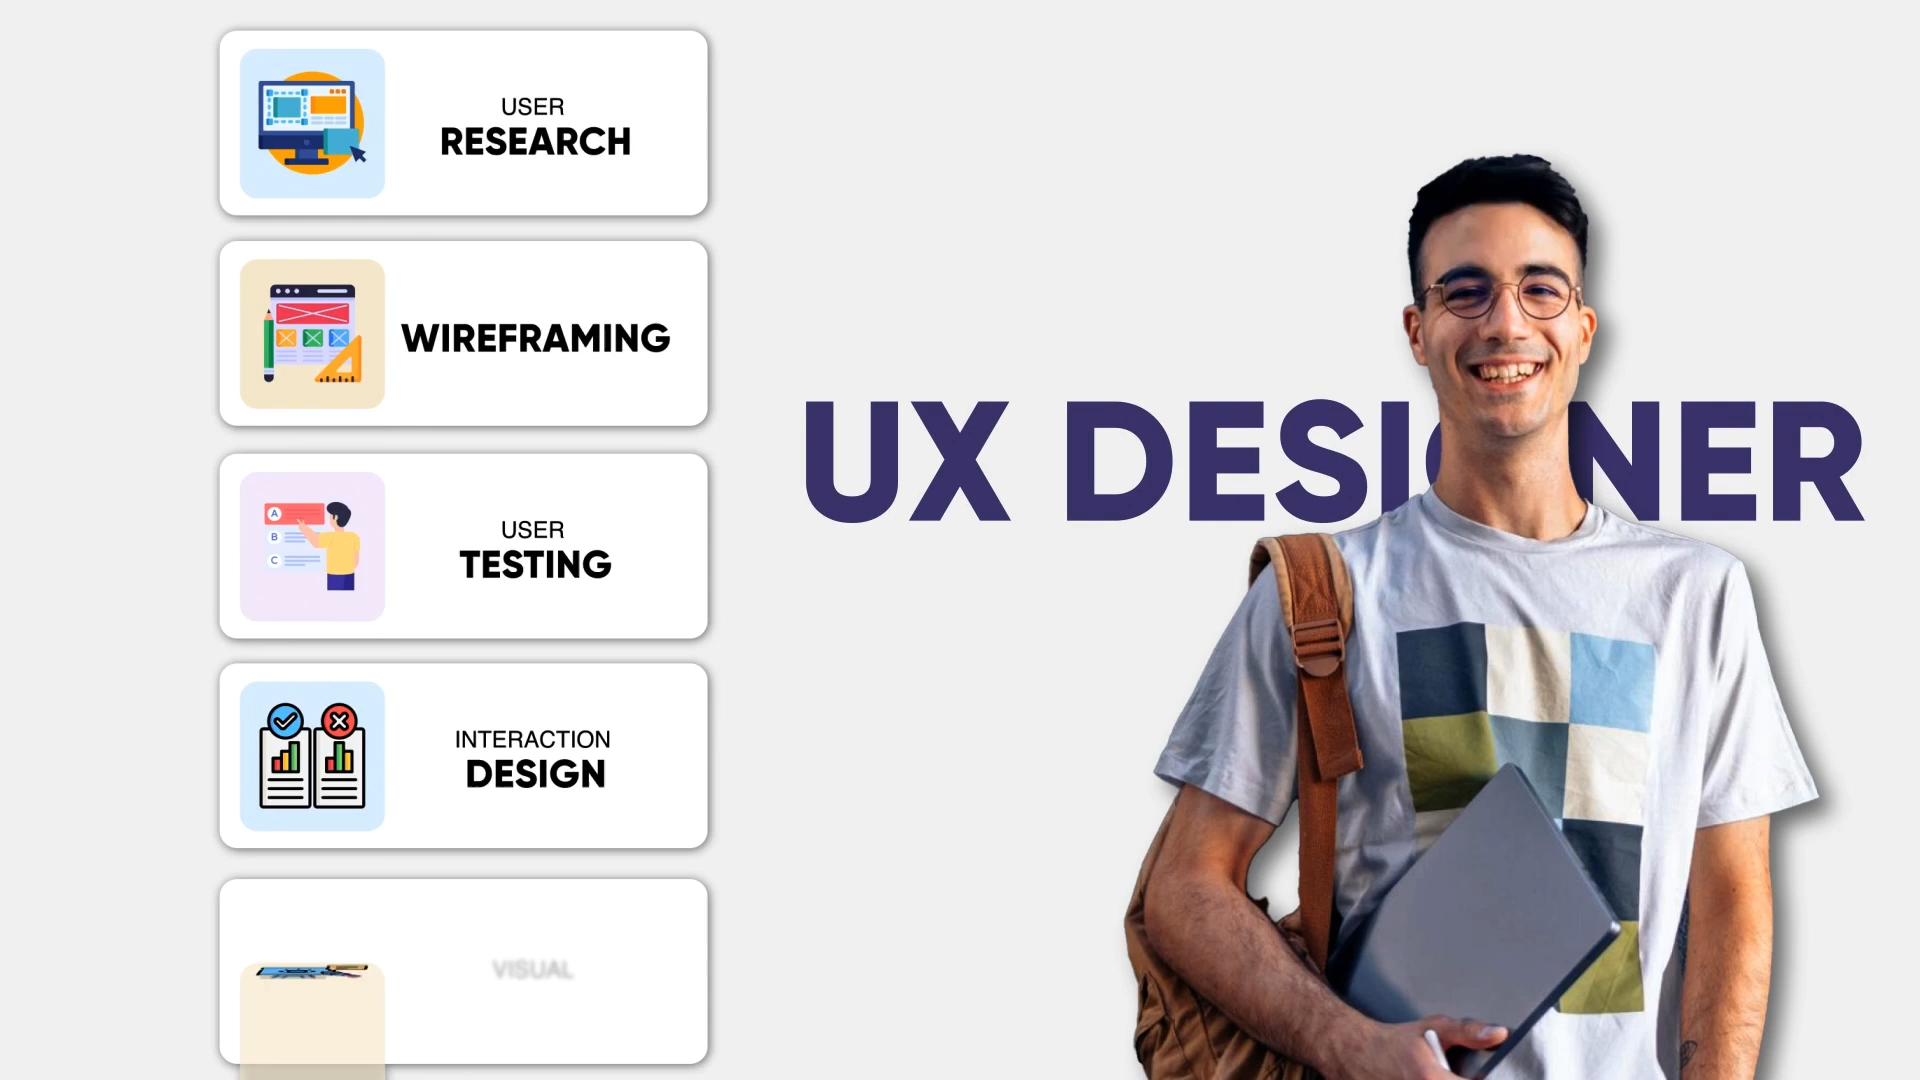 USER
RESEARCH
WIREFRAMING
A
B
C
USER
TESTING
INTERACTION
DESIGN
VISUAL
UX DESIGNER